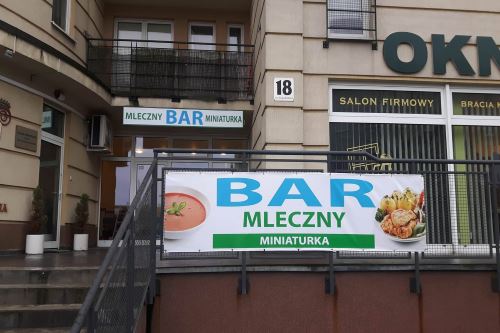 OKN
18
SALON FIRMOWY
BRACIA K
MLECZNY BAR MINIATURKA
BAR
MLECZNY
MINIATURKA